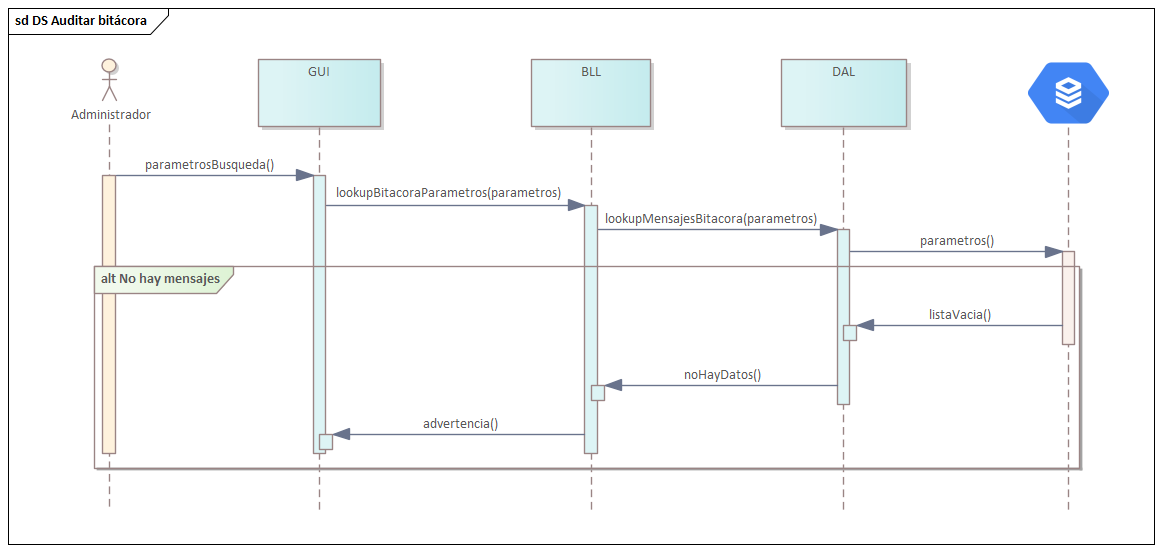 sd DS Auditar bitácora
GUI
BLL
DAL
Administrador
parametrosBusqueda()
lookupBitacoraParametros(parametros)
lookupMensajesBitacora(parametros)
parametros()
alt No hay mensajes
listaVacia()
noHayDatos()
advertencia()